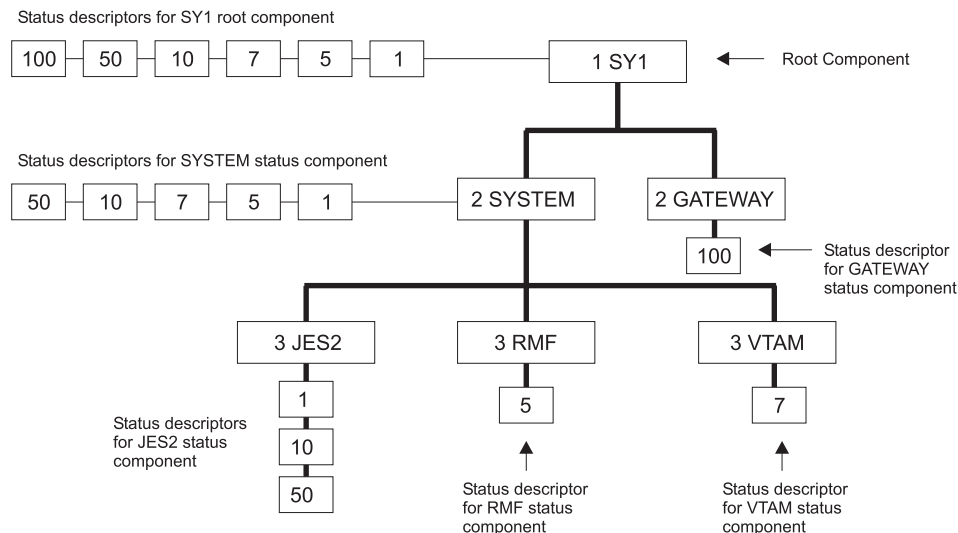 Status descriptors for SY1 root component
100 50 10 7 5 1
1 SY1
Root Component
Status descriptors for SYSTEM status component
50 10 7 5 1
2 SYSTEM
2 GATEWAY
100
Status descriptor
for GATEWAY
status component
3 JES2
3 RMF
3 VTAM
1
10
50
Status descriptors
for JES2 status
component
5
Status descriptor
for RMF status
component
7
Status descriptor
for VTAM status
component